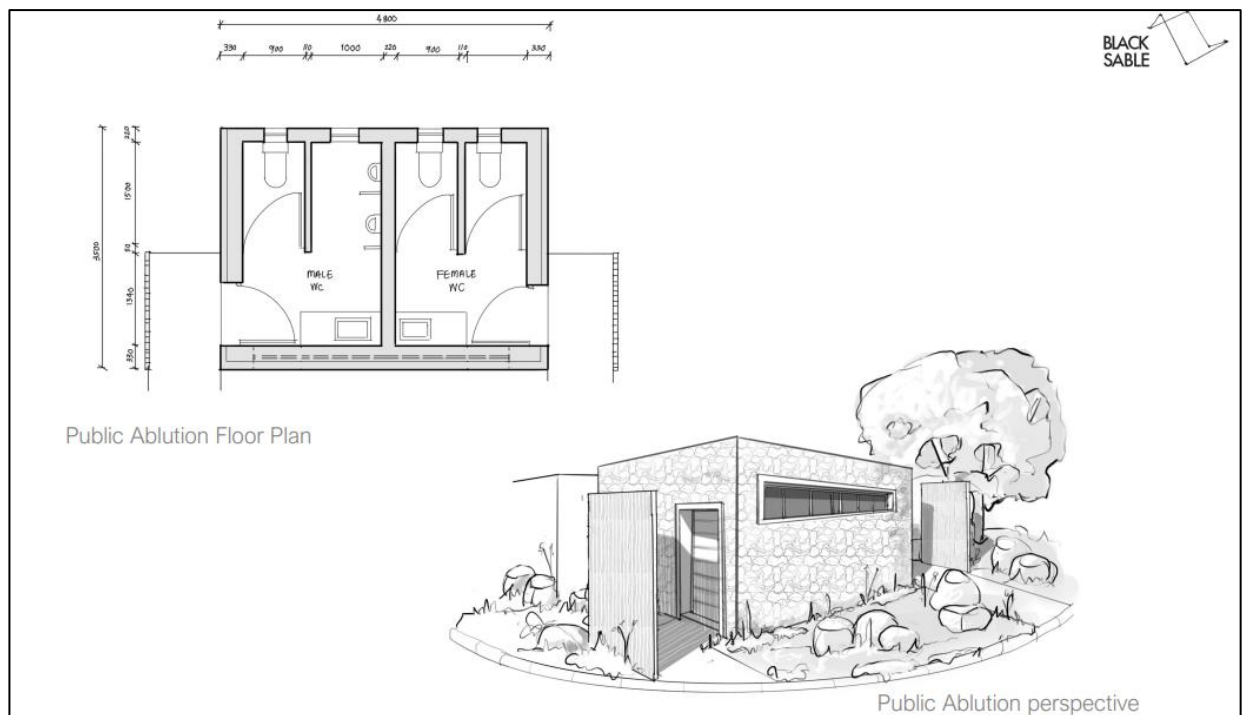 4800
330 900 110 1000 220 900 110 330
BLACK
SABLE
3500
220
1500
1340
330
MALE
WC
FEMALE
WC
Public Ablution Floor Plan
Public Ablution perspective